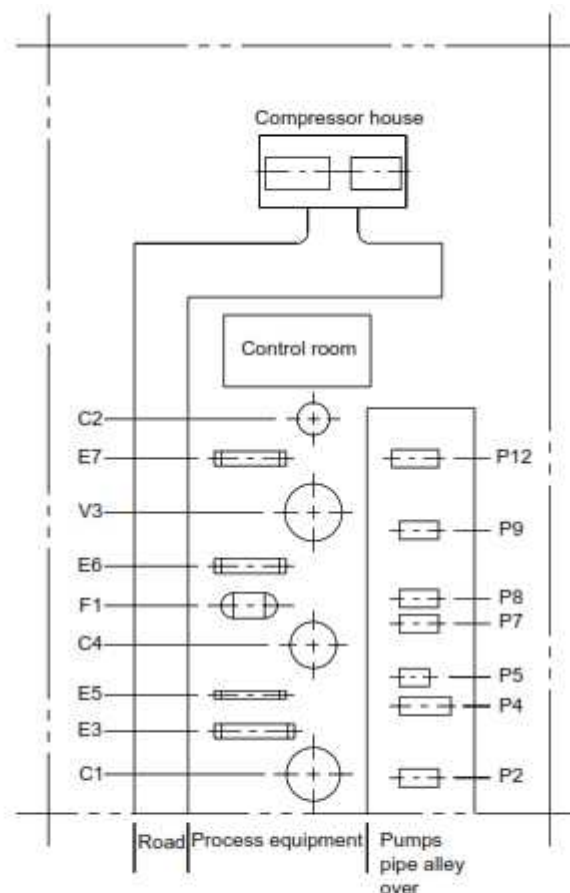 Compressor house
Control room
C2
E7
P12
V3
P9
E6
F1
P8
P7
C4
P5
E5
P4
E3
C1
P2
Road
Process equipment
Pumps
pipe alley
over